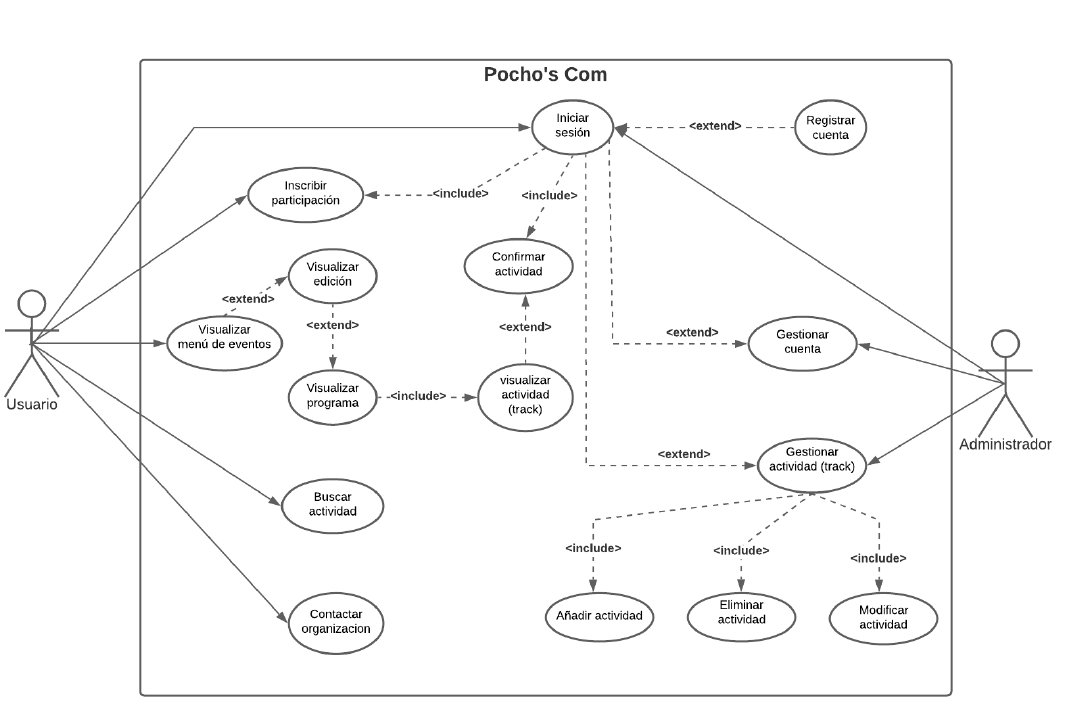 Pocho's Com
Iniciar
sesión
<extend>
Registrar
cuenta
Inscribir
participación
<include>
<include>
Visualizar
edición
Confirmar
actividad
<extend>
Visualizar
menú de eventos
<extend>
<extend>
<extend>
Gestionar
cuenta
Visualizar
programa
<include>
visualizar
actividad
(track)
Usuario
Administrador
<extend>
Gestionar
actividad (track)
Buscar
actividad
<include>
<include>
<include>
Contactar
organizacion
Añadir actividad
Eliminar
actividad
Modificar
actividad